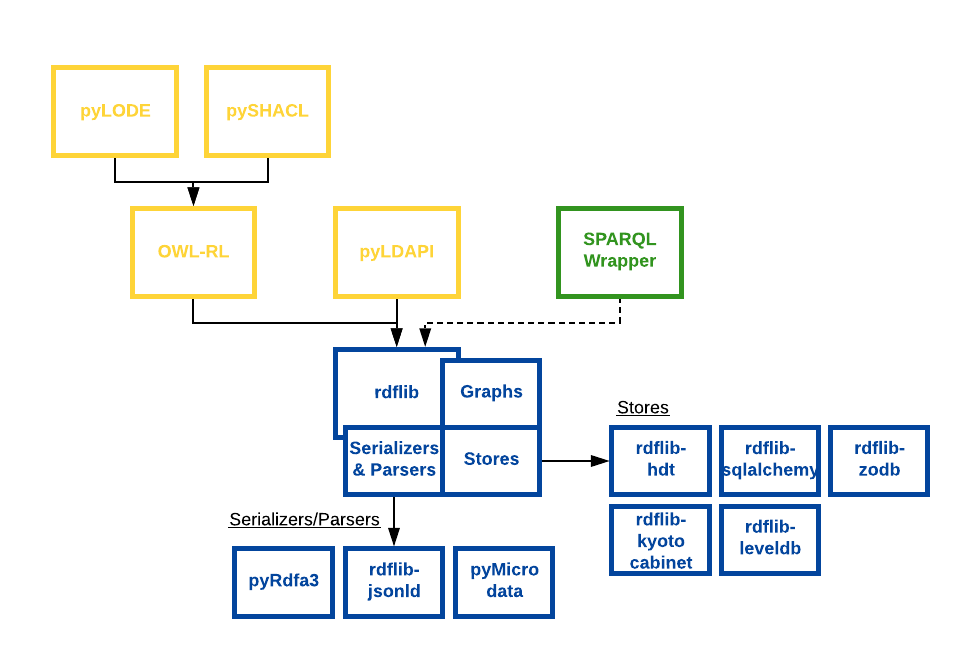 pyLODE
pySHACL
OWL-RL
pyLDAPI
SPARQL
Wrapper
rdflib
Graphs
Serializers
& Parsers
Stores
Stores
rdflib-
hdt
rdflib-
sqlalchemy
rdflib-
zodb
rdflib-
kyoto
cabinet
rdflib-
leveldb
Serializers/Parsers
pyRdfa3
rdflib-
jsonld
pyMicro
data